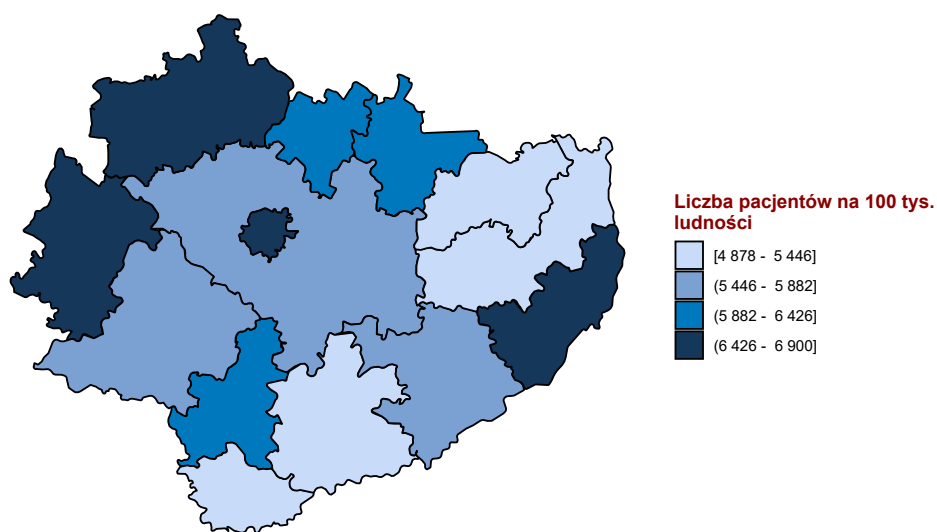 Liczba pacjentów na 100 tys.
ludności
[4 878 - 5 446]
(5 446 - 5 882]
(5 882 - 6 426]
(6 426 - 6 900]